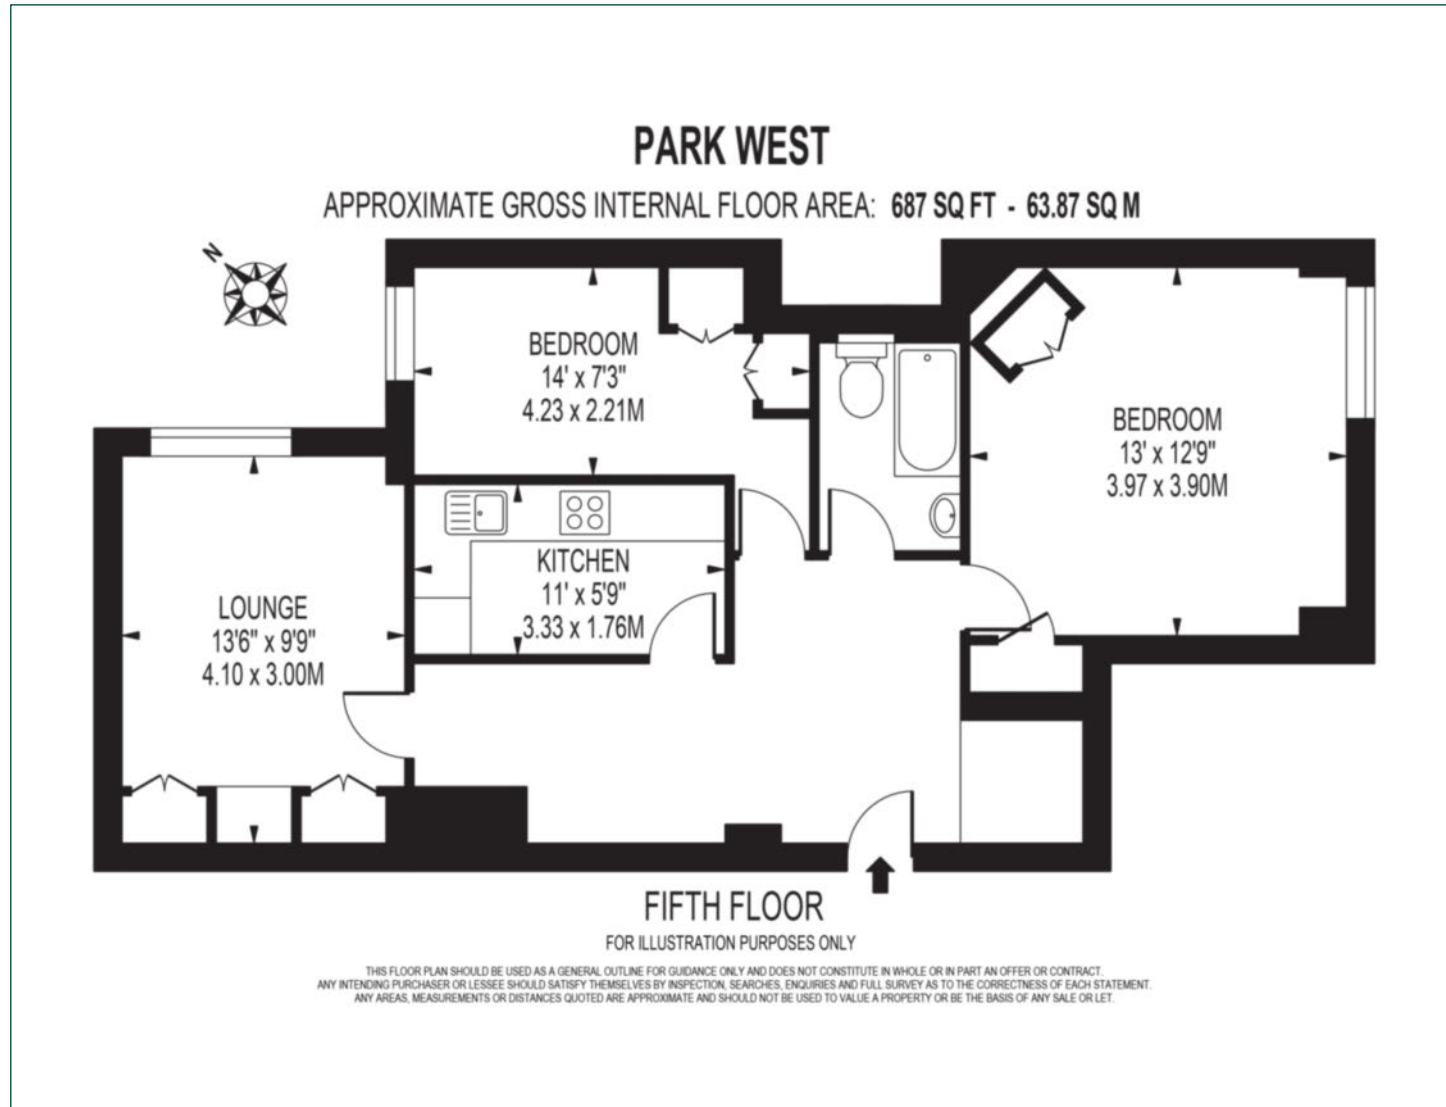 PARK WEST
APPROXIMATE GROSS INTERNAL FLOOR AREA: 687 SQ FT - 63.87 SQ M
N
BEDROOM
14' x 7'3"
4.23 x 2.21M
BEDROOM
13' x 12'9"
3.97 x 3.90M
KITCHEN
11' x 5'9"
3.33 x 1.76M
LOUNGE
13'6" x 9'9"
4.10 x 3.00M
FIFTH FLOOR
FOR ILLUSTRATION PURPOSES ONLY
THIS FLOOR PLAN SHOULD BE USED AS A GENERAL OUTLINE FOR GUIDANCE ONLY AND DOES NOT CONSTITUTE IN WHOLE OR IN PART AN OFFER OR CONTRACT.
ANY INTENDING PURCHASER OR LESSEE SHOULD SATISFY THEMSELVES BY INSPECTION, SEARCHES, ENQUIRIES AND FULL SURVEY AS TO THE CORRECTNESS OF EACH STATEMENT.
ANY AREAS, MEASUREMENTS OR DISTANCES QUOTED ARE APPROXIMATE AND SHOULD NOT BE USED TO VALUE A PROPERTY OR BE THE BASIS OF ANY SALE OR LET.